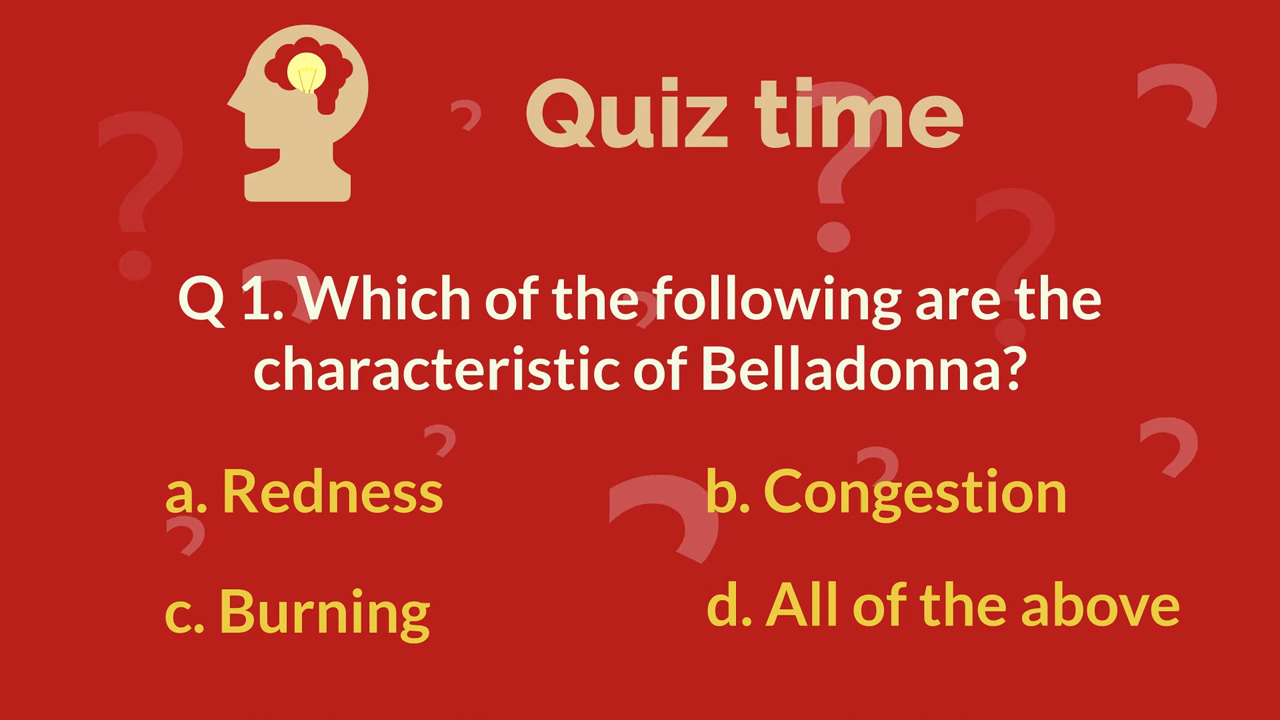 Quiz time
Q 1. Which of the following are the
characteristic of Belladonna?
a. Redness
b. Congestion
c. Burning
d. All of the above